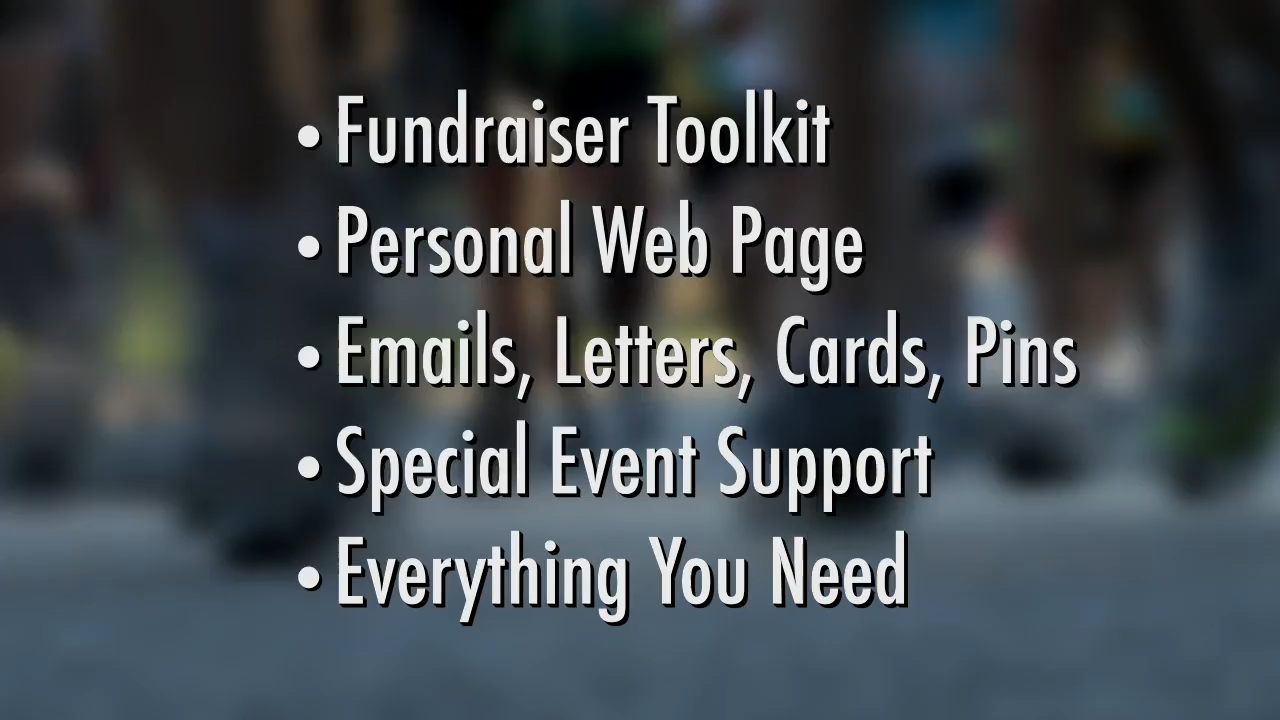 • Fundraiser Toolkit
• Personal Web Page
• Emails, Letters, Cards, Pins
• Special Event Support
• Everything You Need